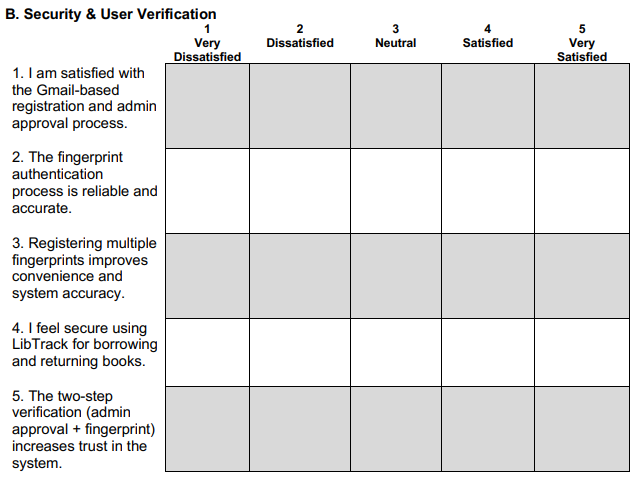 B. Security & User Verification
1 2 3 4 5
Very Dissatisfied Neutral Satisfied Very
Dissatisfied Satisfied
1. I am satisfied with
the Gmail-based
registration and admin
approval process.
2. The fingerprint
authentication
process is reliable and
accurate.
3. Registering multiple
fingerprints improves
convenience and
system accuracy.
4. I feel secure using
LibTrack for borrowing
and returning books.
5. The two-step
verification (admin
approval + fingerprint)
increases trust in the
system.